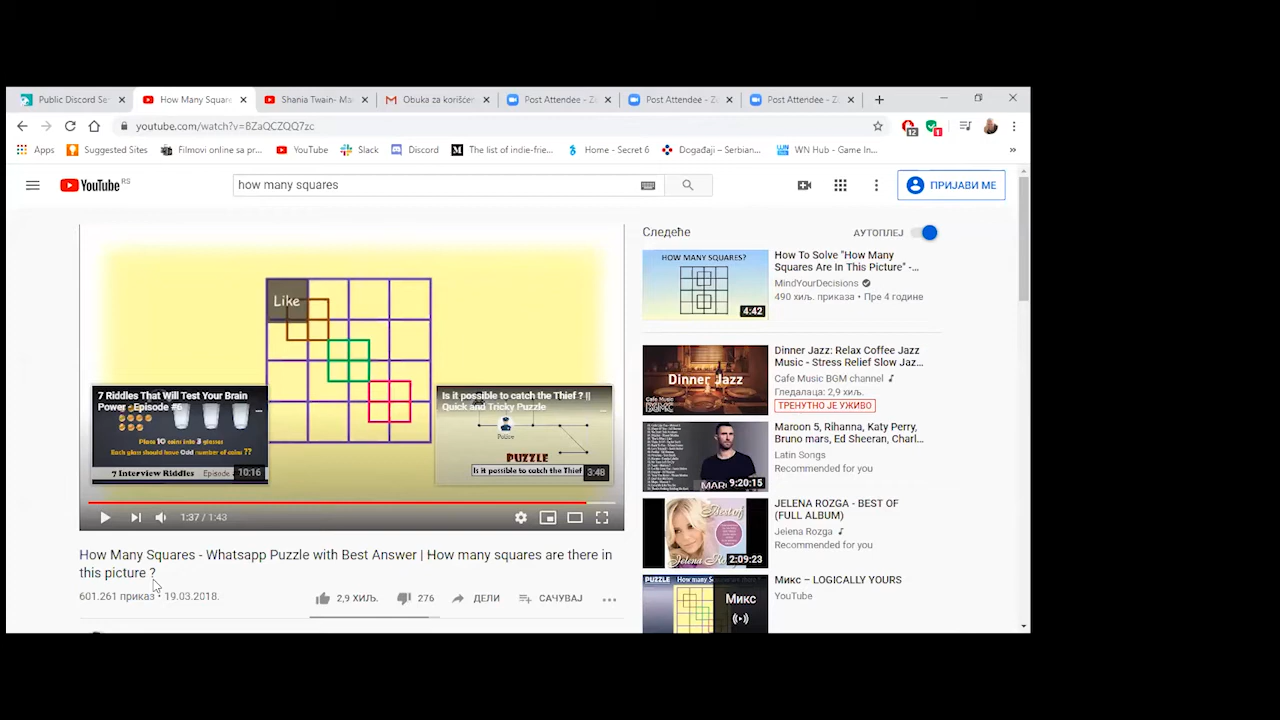 Public Discord Se
How Many Squar
Shania Twain- Ma
Obuka za korišćer
Post Attendee - Z
Post Attendee - Z
Post Attendee - Z
youtube.com/watch?v=BZaQCZQQ7zc
12
1
Apps
Suggested Sites
Filmovi online sa pr...
YouTube
Slack
Discord
The list of indie-frie...
Home - Secret 6
Događaji – Serbian...
WN Hub - Game In...
YouTube RS
how many squares
ПРИЈАВИ МЕ
Like
7 Riddles That Will Test Your Brain
Power - Episode #6
Place 10 coins into 3 glasses
Each glass should have Odd number of coins ??
7 Interview Riddles
Episode
10:16
Is it possible to catch the Thief ? ||
Quick and Tricky Puzzle
Police
PUZZLE
Is it possible to catch the Thief
3:48
1:37 / 1:43
How Many Squares - Whatsapp Puzzle with Best Answer | How many squares are there in
this picture ?
601.261 приказ • 19.03.2018.
2,9 ХИЉ.
276
ДЕЛИ
САЧУВАЈ
Следеће
АУТОПЛЕЈ
HOW MANY SQUARES?
4:42
How To Solve "How Many
Squares Are In This Picture" -...
MindYourDecisions
490 хиљ. приказа • Пре 4 године
Dinner Jazz
CAFE MUSIC
BGM
Dinner Jazz: Relax Coffee Jazz
Music - Stress Relief Slow Jaz...
Cafe Music BGM channel
Гледалаца: 2,9 хиљ.
ТРЕНУТНО ЈЕ УЖИВО
9:20:15
Maroon 5, Rihanna, Katy Perry,
Bruno mars, Ed Sheeran, Charl...
Latin Songs
Recommended for you
Best of
2:09:23
JELENA ROZGA - BEST OF
(FULL ALBUM)
Jelena Rozga
Recommended for you
PUZZLE
Микс
Микс – LOGICALLY YOURS
YouTube